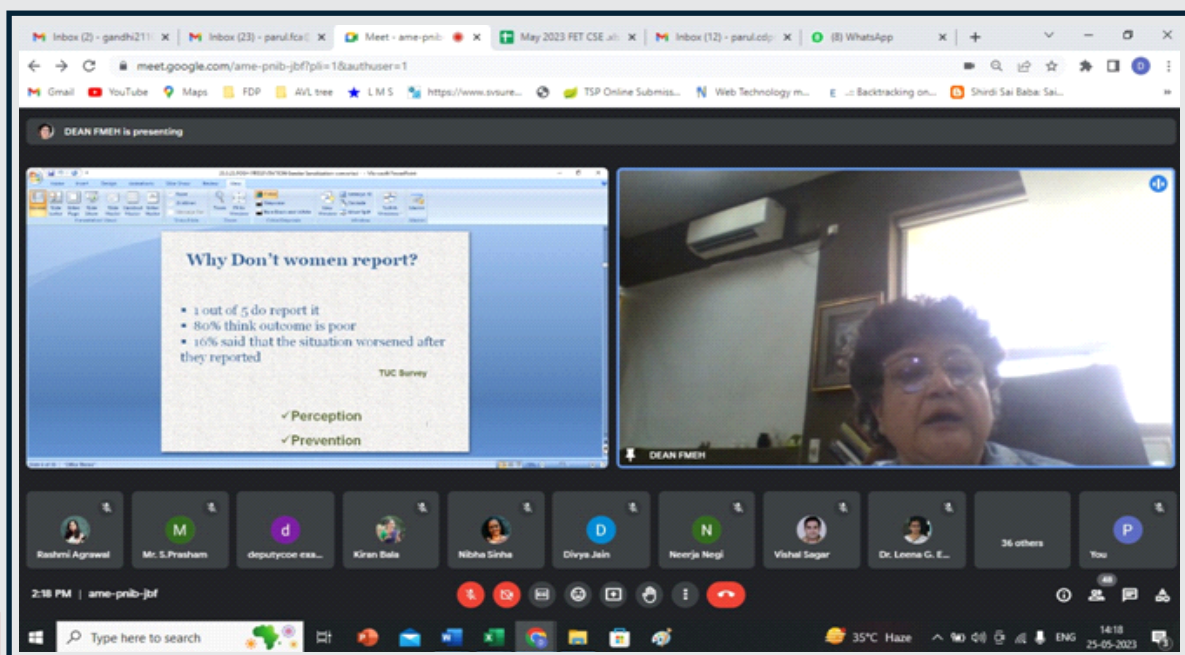 Inbox (2) - gandhi211
Inbox (23) - parul.fca
Meet - ame-pnib
May 2023 FET CSE
Inbox (12) - parul.cdp
(8) WhatsApp
meet.google.com/ame-pnib-jbf?pli=1&authuser=1
Gmail YouTube Maps FDP AVL tree L M S https://www.svsure... TSP Online Submiss... Web Technology m... Backtracking on... Shirdi Sai Baba: Sai...
DEAN FMEH is presenting
Why Don't women report?
▪ 1 out of 5 do report it
▪ 80% think outcome is poor
▪ 16% said that the situation worsened after
they reported
TUC Survey
✓Perception
✓Prevention
DEAN FMEH
M
d
D
N
P
Rashmi Agrawal
Mr. S.Prasham
deputycoe exa...
Kiran Bala
Nibha Sinha
Divya Jain
Neerja Negi
Vishal Sagar
Dr. Leena G. E...
36 others
You
2:18 PM | ame-pnib-jbf
48
Type here to search
35°C Haze
ENG
14:18
25-05-2023